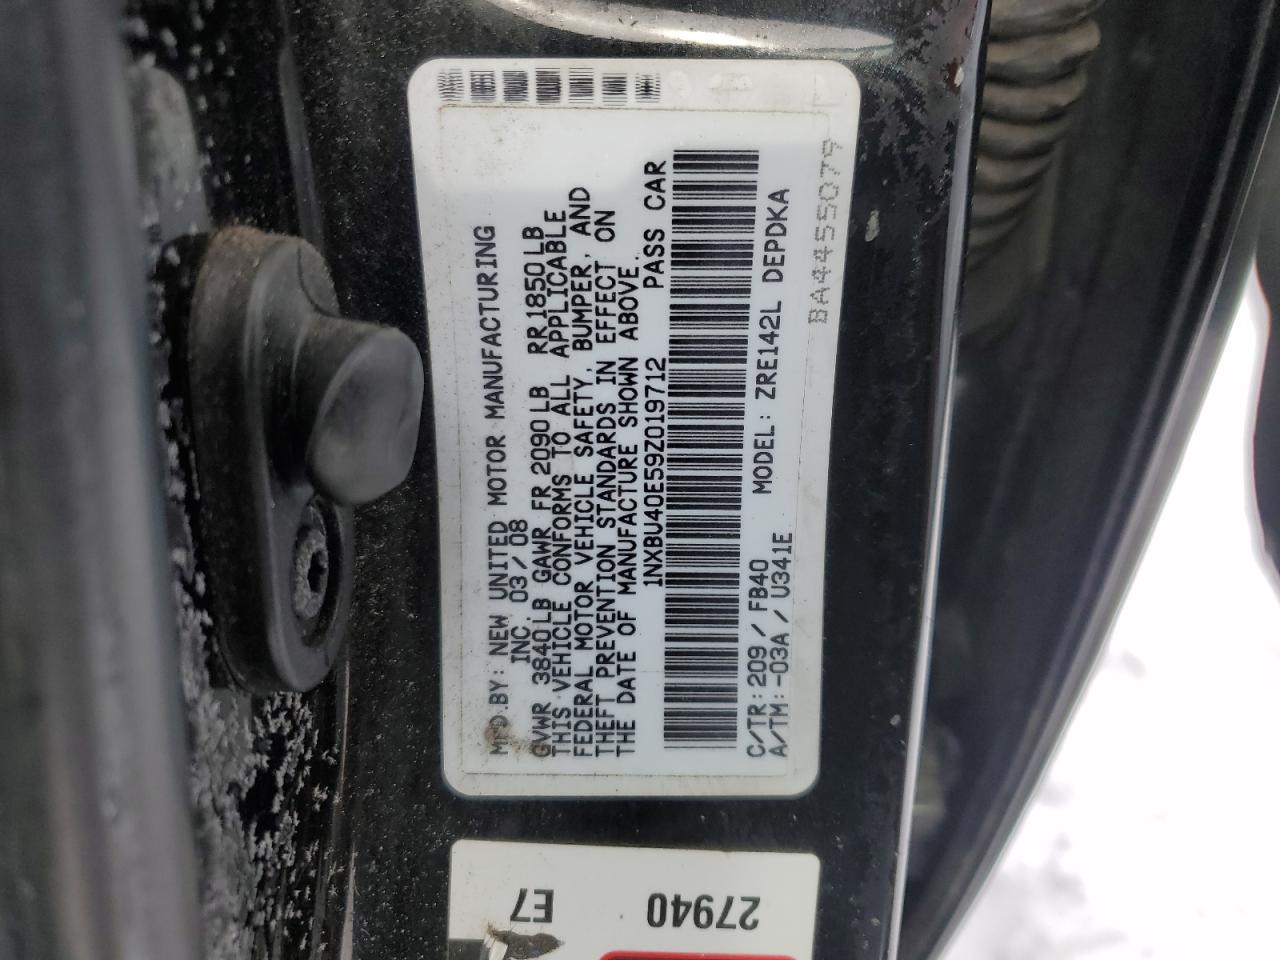 MFD.BY: NEW UNITED MOTOR MANUFACTURING
INC. 03/08
GVWR 3840LB GAWR FR 2090LB RR 1850LB
THIS VEHICLE CONFORMS TO ALL APPLICABLE
FEDERAL MOTOR VEHICLE SAFETY, BUMPER, AND
THEFT PREVENTION STANDARDS IN EFFECT ON
THE DATE OF MANUFACTURE SHOWN ABOVE.
1NXBU40E59Z019712 PASS CAR
C/TR: 209 / FB40 MODEL: ZRE142L DEPDKA
A/TM: -03A / U341E
BA4455079
E7
27940